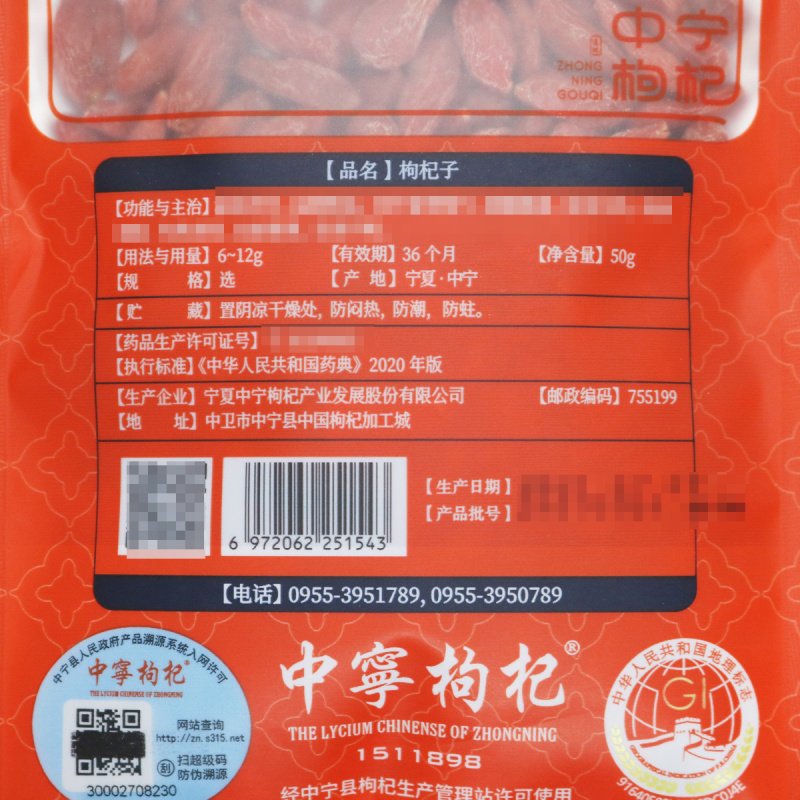 中宁
枸杞
ZHONG
NING
GOUQI
【品名】枸杞子
【功能与主治】
【用法与用量】6~12g 【有效期】36个月 【净含量】50g
【规格】选 【产地】宁夏·中宁
【贮藏】置阴凉干燥处，防闷热，防潮，防蛀。
【药品生产许可证号】
【执行标准】《中华人民共和国药典》2020年版
【生产企业】宁夏中宁枸杞产业发展股份有限公司 【邮政编码】755199
【地址】中卫市中宁县中国枸杞加工城
【生产日期】
【产品批号】
6 972062 251543
【电话】0955-3951789, 0955-3950789
中宁县人民政府产品溯源系统入网许可
中寧枸杞®
THE LYCIUM CHINENSE OF ZHONGNING
网站查询
http://zn.s315.net
刮 扫超级码
防伪溯源
30002708230
中寧枸杞®
THE LYCIUM CHINENSE OF ZHONGNING
1511898
经中宁县枸杞生产管理站许可使用
中华人民共和国地理标志
GI
GEOGRAPHICAL INDICATION OF P.R.CHINA